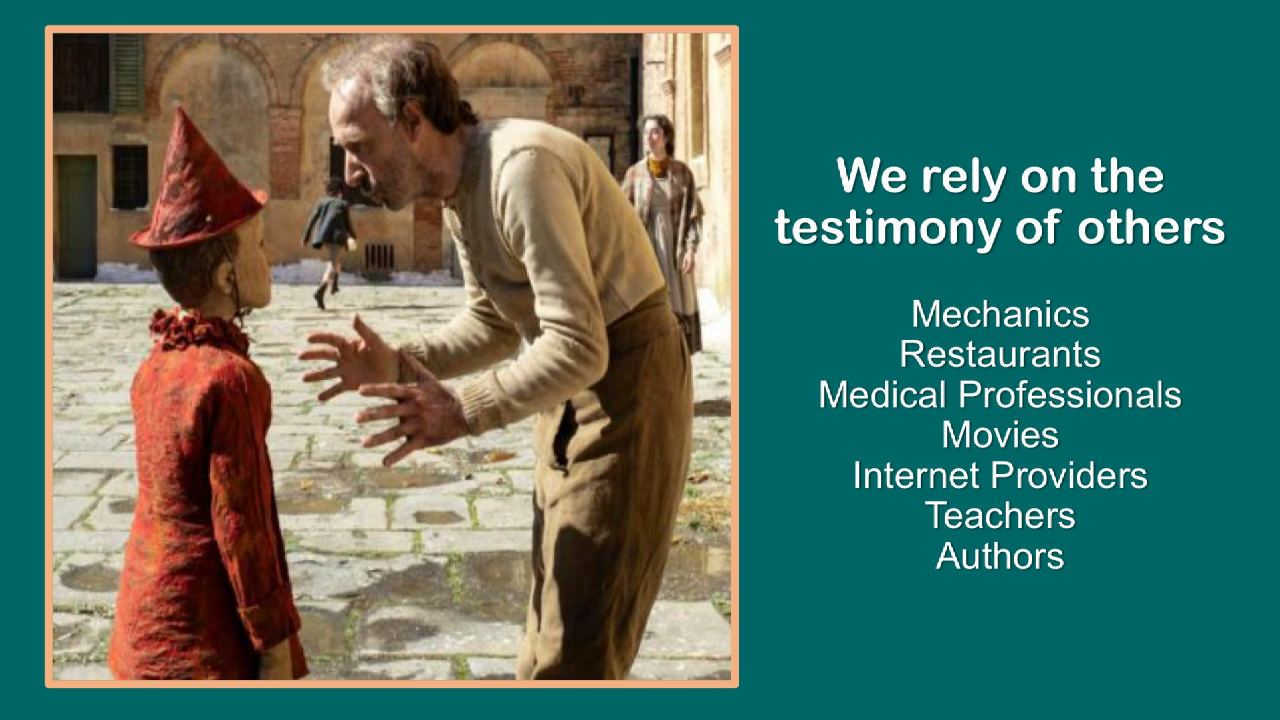 We rely on the
testimony of others
Mechanics
Restaurants
Medical Professionals
Movies
Internet Providers
Teachers
Authors